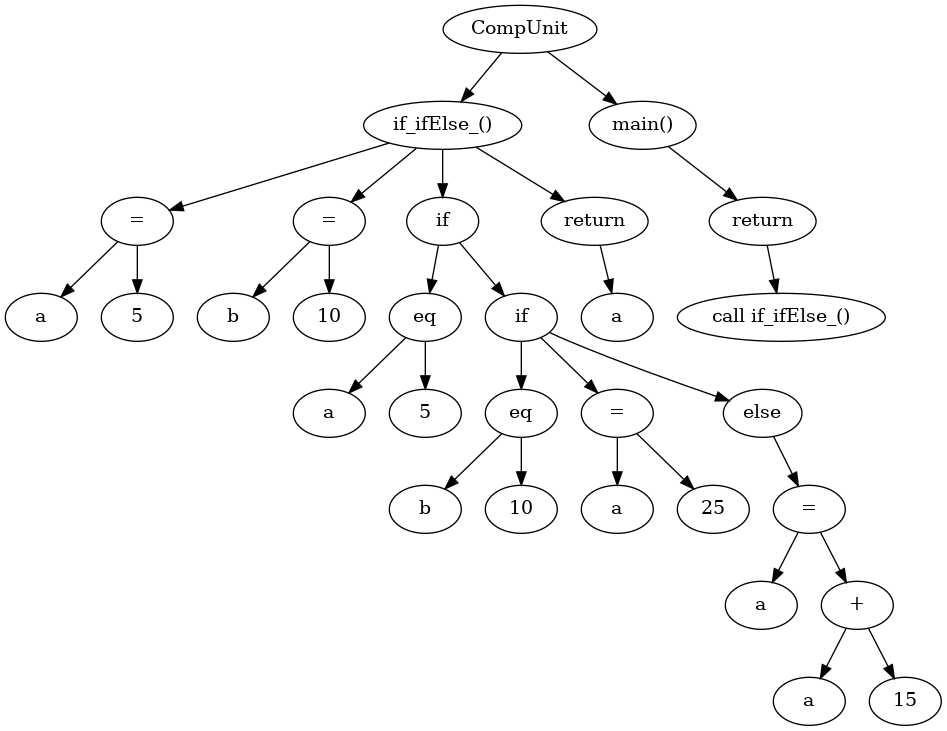 CompUnit
if_ifElse_() main()
= = if return return
a 5 b 10 eq if a call if_ifElse_()
a 5 eq = else
b 10 a 25 =
a +
a 15